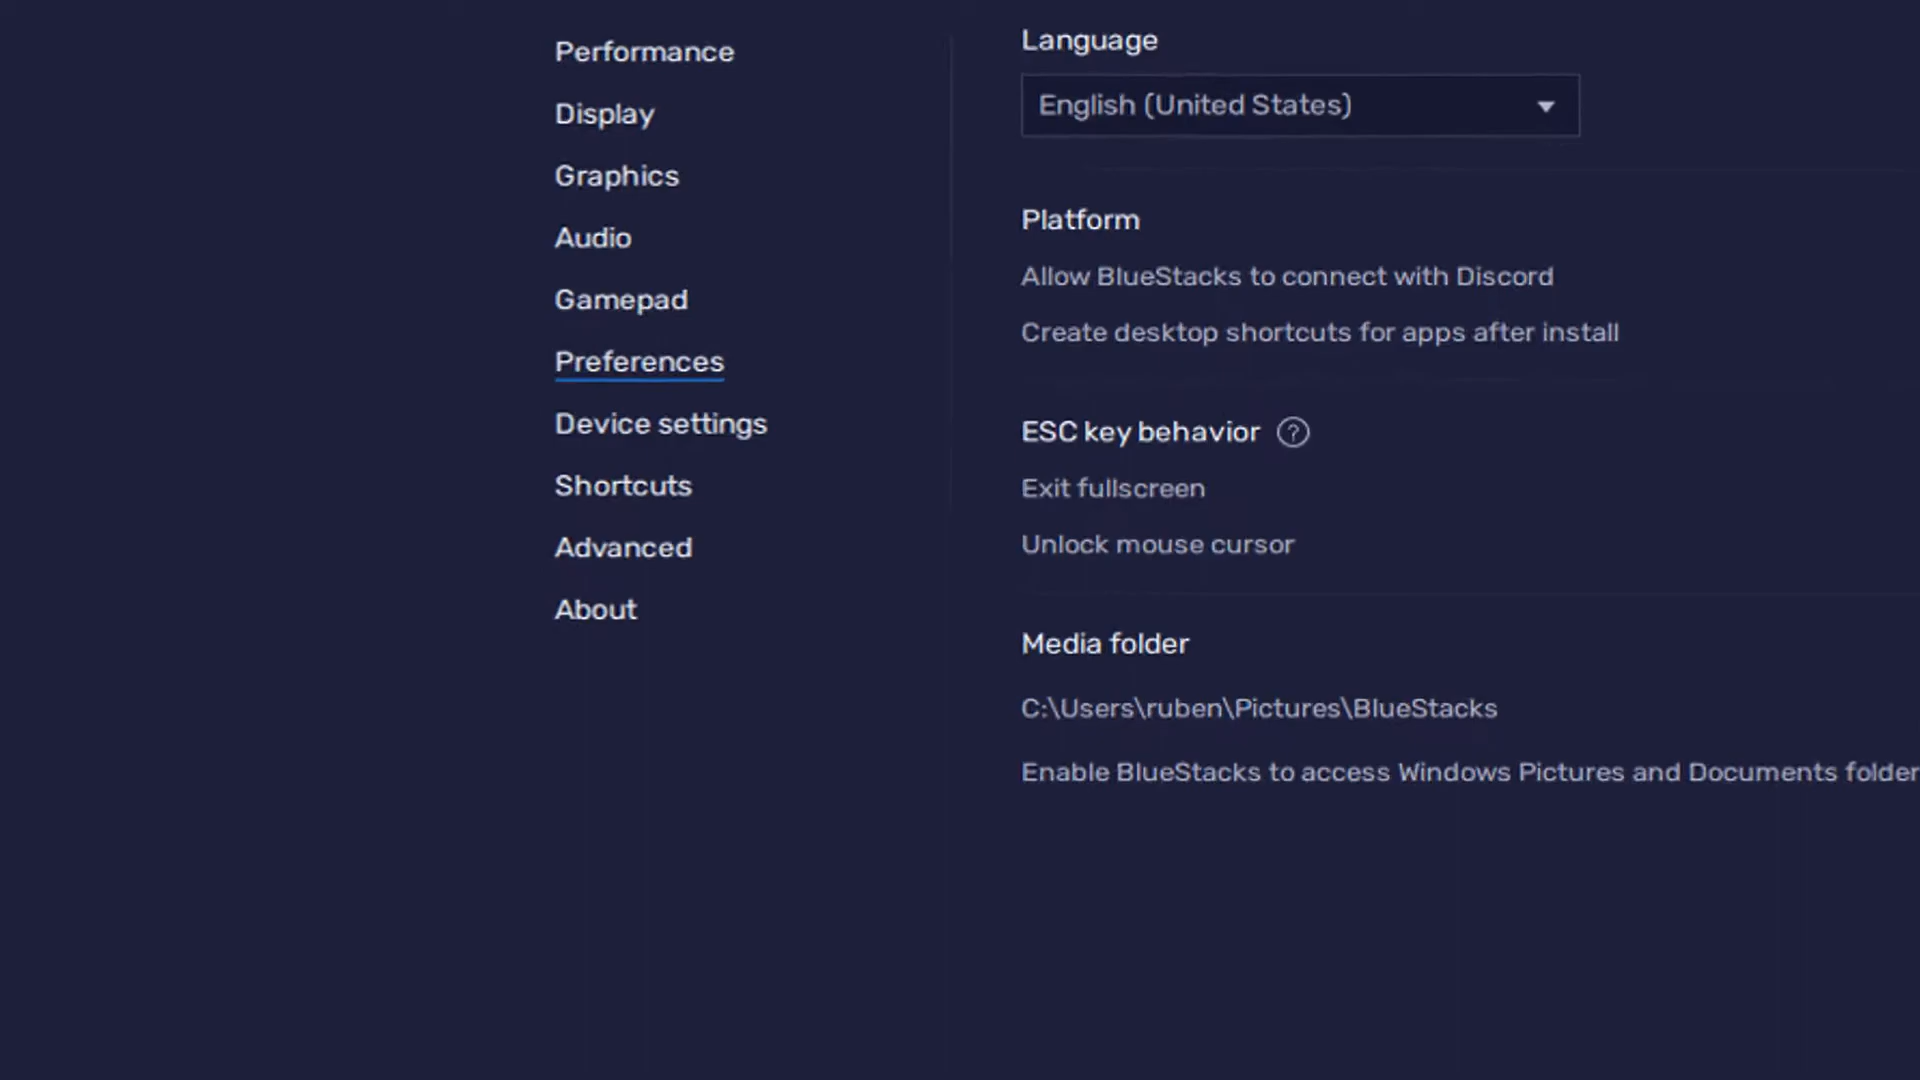 Performance
Display
Graphics
Audio
Gamepad
Preferences
Device settings
Shortcuts
Advanced
About
Language
English (United States)
Platform
Allow BlueStacks to connect with Discord
Create desktop shortcuts for apps after install
ESC key behavior ?
Exit fullscreen
Unlock mouse cursor
Media folder
C:\Users\ruben\Pictures\BlueStacks
Enable BlueStacks to access Windows Pictures and Documents folder